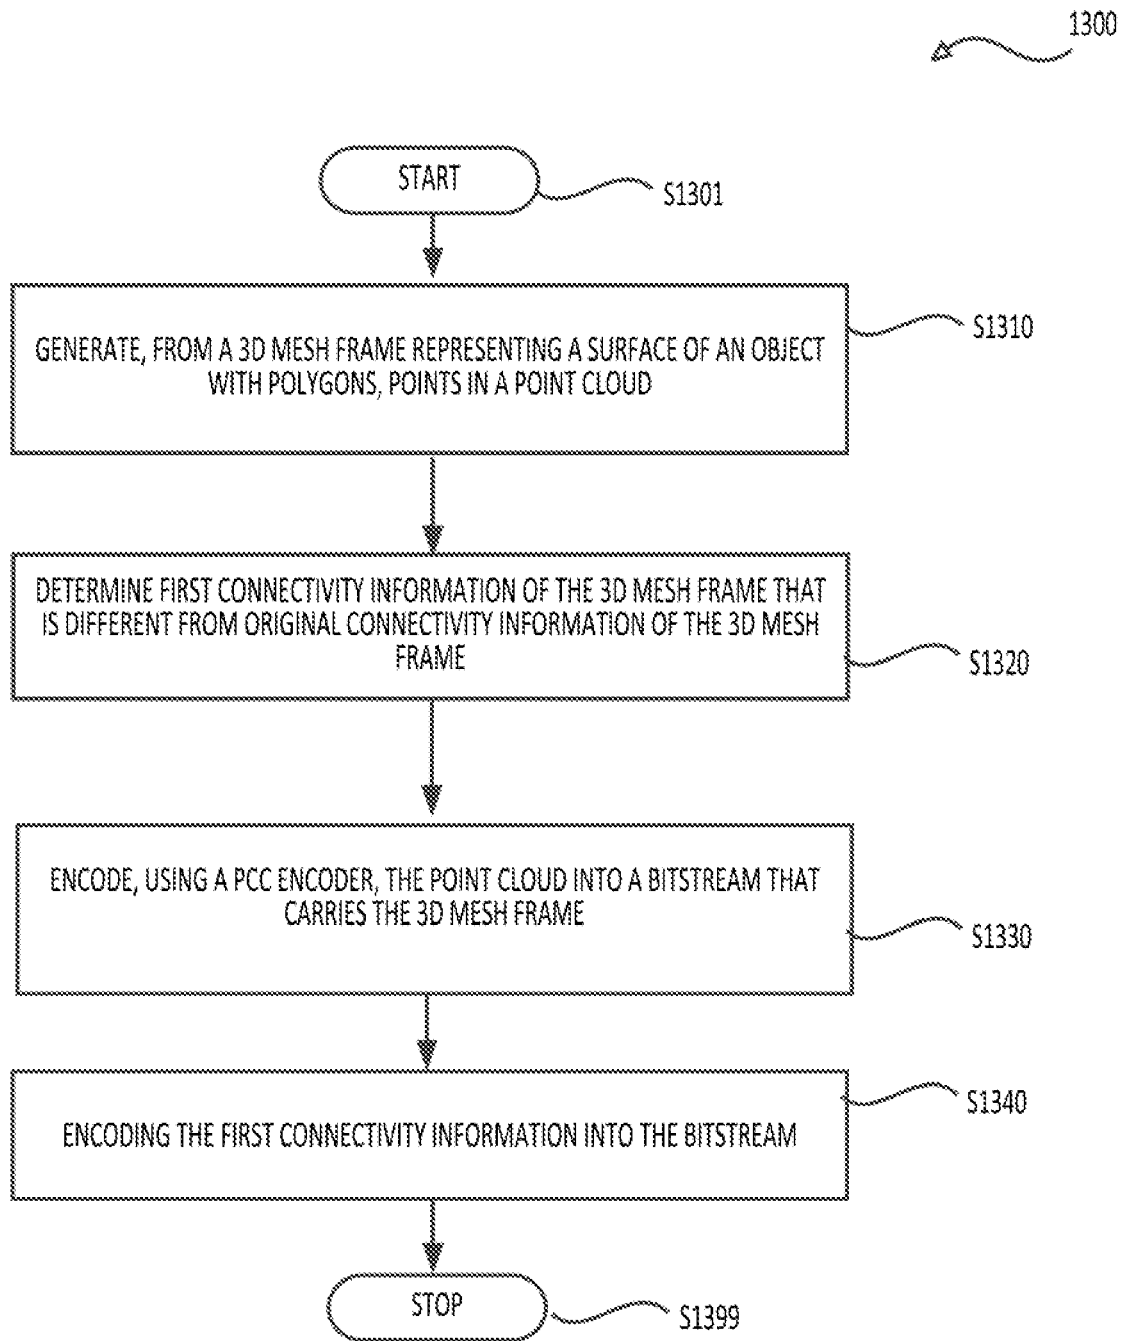 1300
START
S1301
GENERATE, FROM A 3D MESH FRAME REPRESENTING A SURFACE OF AN OBJECT
WITH POLYGONS, POINTS IN A POINT CLOUD
S1310
DETERMINE FIRST CONNECTIVITY INFORMATION OF THE 3D MESH FRAME THAT
IS DIFFERENT FROM ORIGINAL CONNECTIVITY INFORMATION OF THE 3D MESH
FRAME
S1320
ENCODE, USING A PCC ENCODER, THE POINT CLOUD INTO A BITSTREAM THAT
CARRIES THE 3D MESH FRAME
S1330
ENCODING THE FIRST CONNECTIVITY INFORMATION INTO THE BITSTREAM
S1340
STOP
S1399